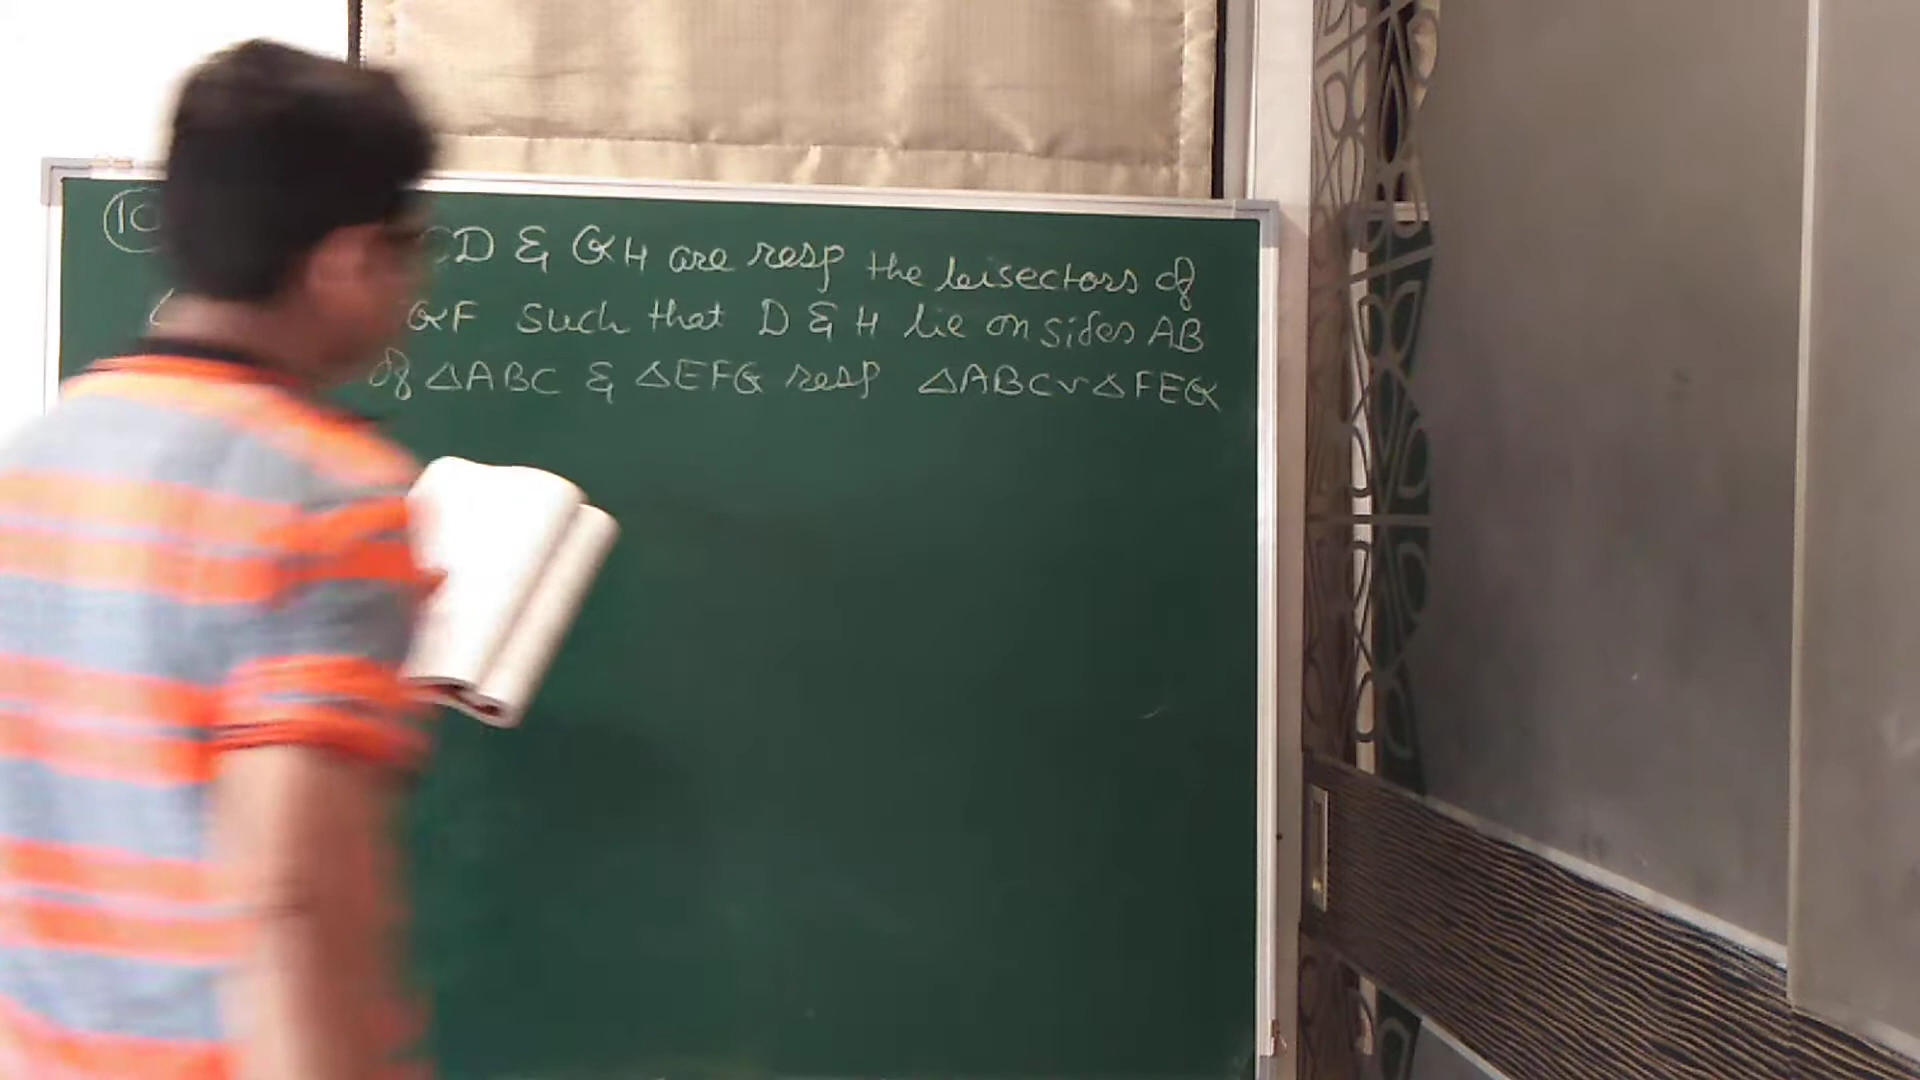 10
CD & GH are resp the bisectors of
GF such that D & H lie on sides AB
of △ABC & △EFG resp △ABC ~ △FEG